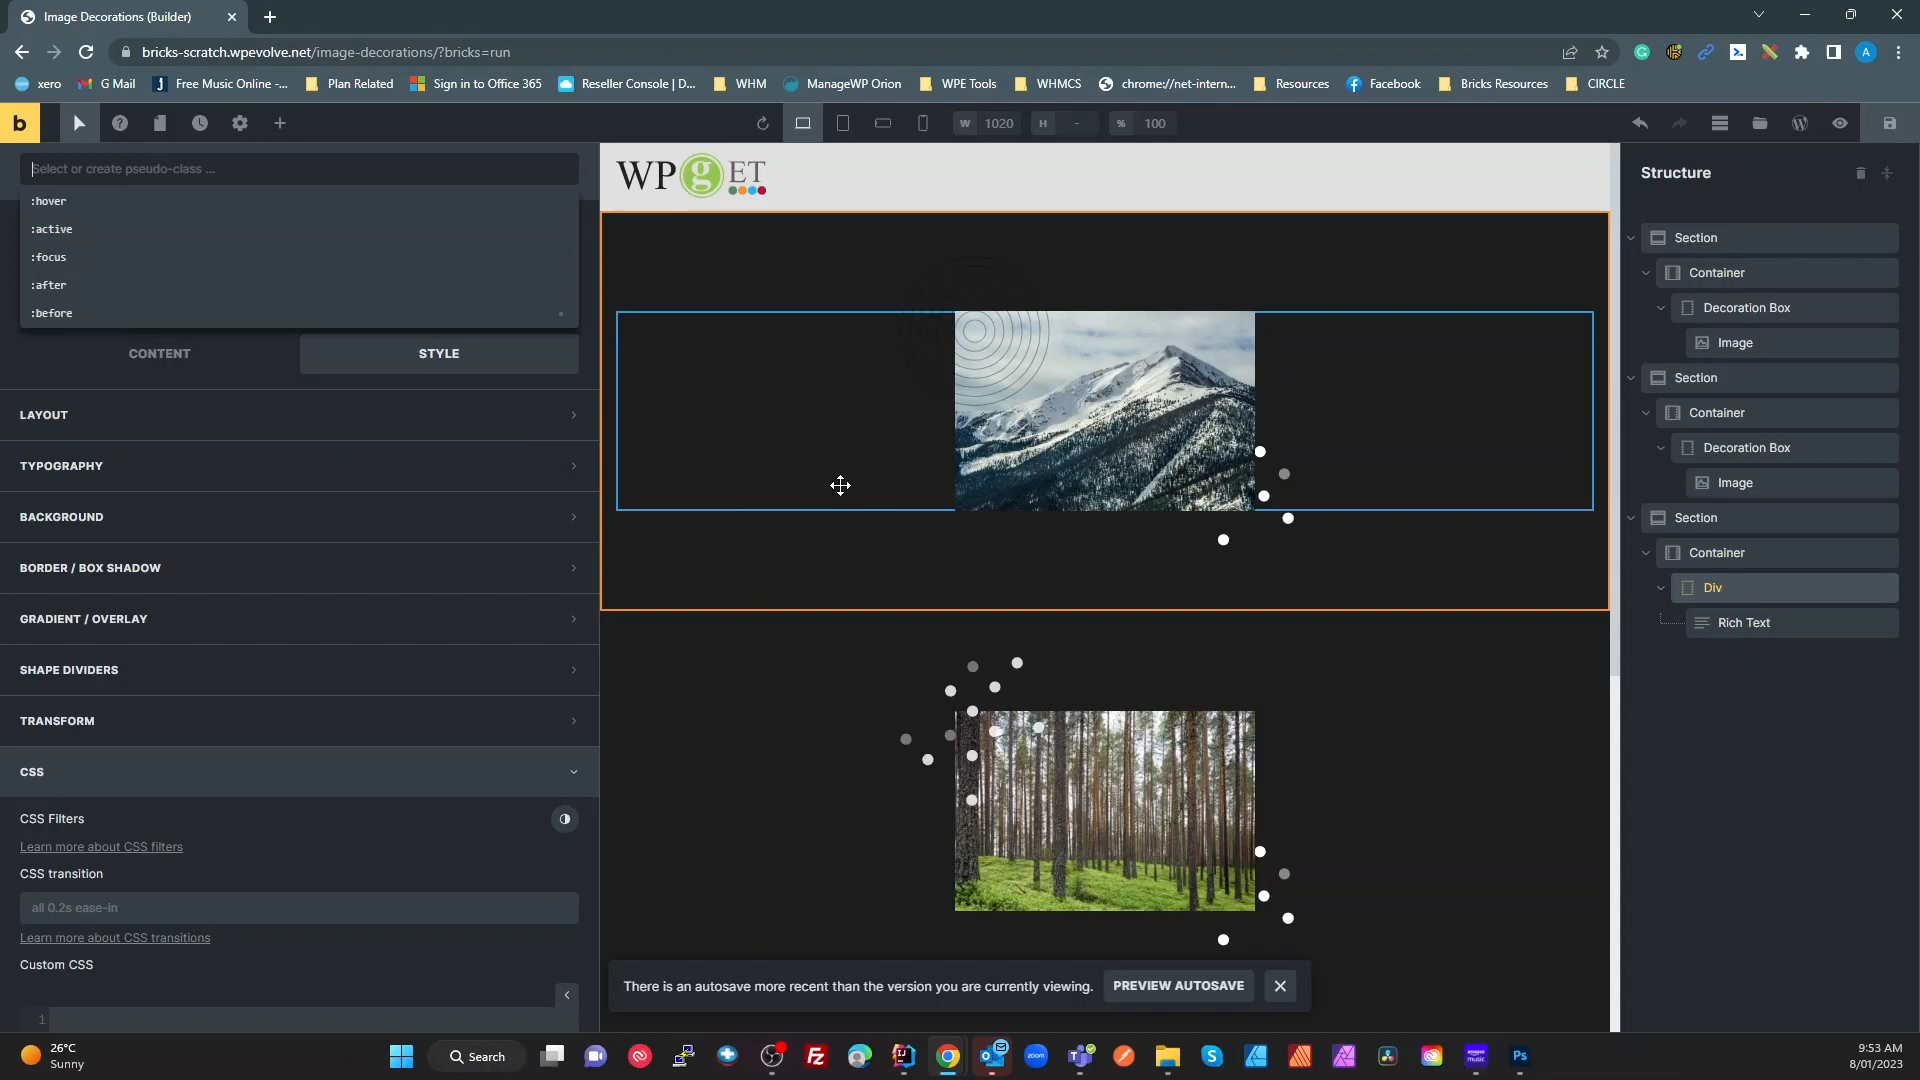 Image Decorations (Builder)
bricks-scratch.wpevolve.net/image-decorations/?bricks=run
A
xero
G Mail
Free Music Online -...
Plan Related
Sign in to Office 365
Reseller Console | D...
WHM
ManageWP Orion
WPE Tools
WHMCS
chrome://net-intern...
Resources
Facebook
Bricks Resources
CIRCLE
b
W 1020
H -
% 100
Select or create pseudo-class ...
:hover
:active
:focus
:after
:before
CONTENT
STYLE
LAYOUT
TYPOGRAPHY
BACKGROUND
BORDER / BOX SHADOW
GRADIENT / OVERLAY
SHAPE DIVIDERS
TRANSFORM
CSS
CSS Filters
Learn more about CSS filters
CSS transition
all 0.2s ease-in
Learn more about CSS transitions
Custom CSS
1
WP g ET
There is an autosave more recent than the version you are currently viewing.
PREVIEW AUTOSAVE
Structure
Section
Container
Decoration Box
Image
Section
Container
Decoration Box
Image
Section
Container
Div
Rich Text
26°C
Sunny
Search
zoom
Ps
9:53 AM
8/01/2023